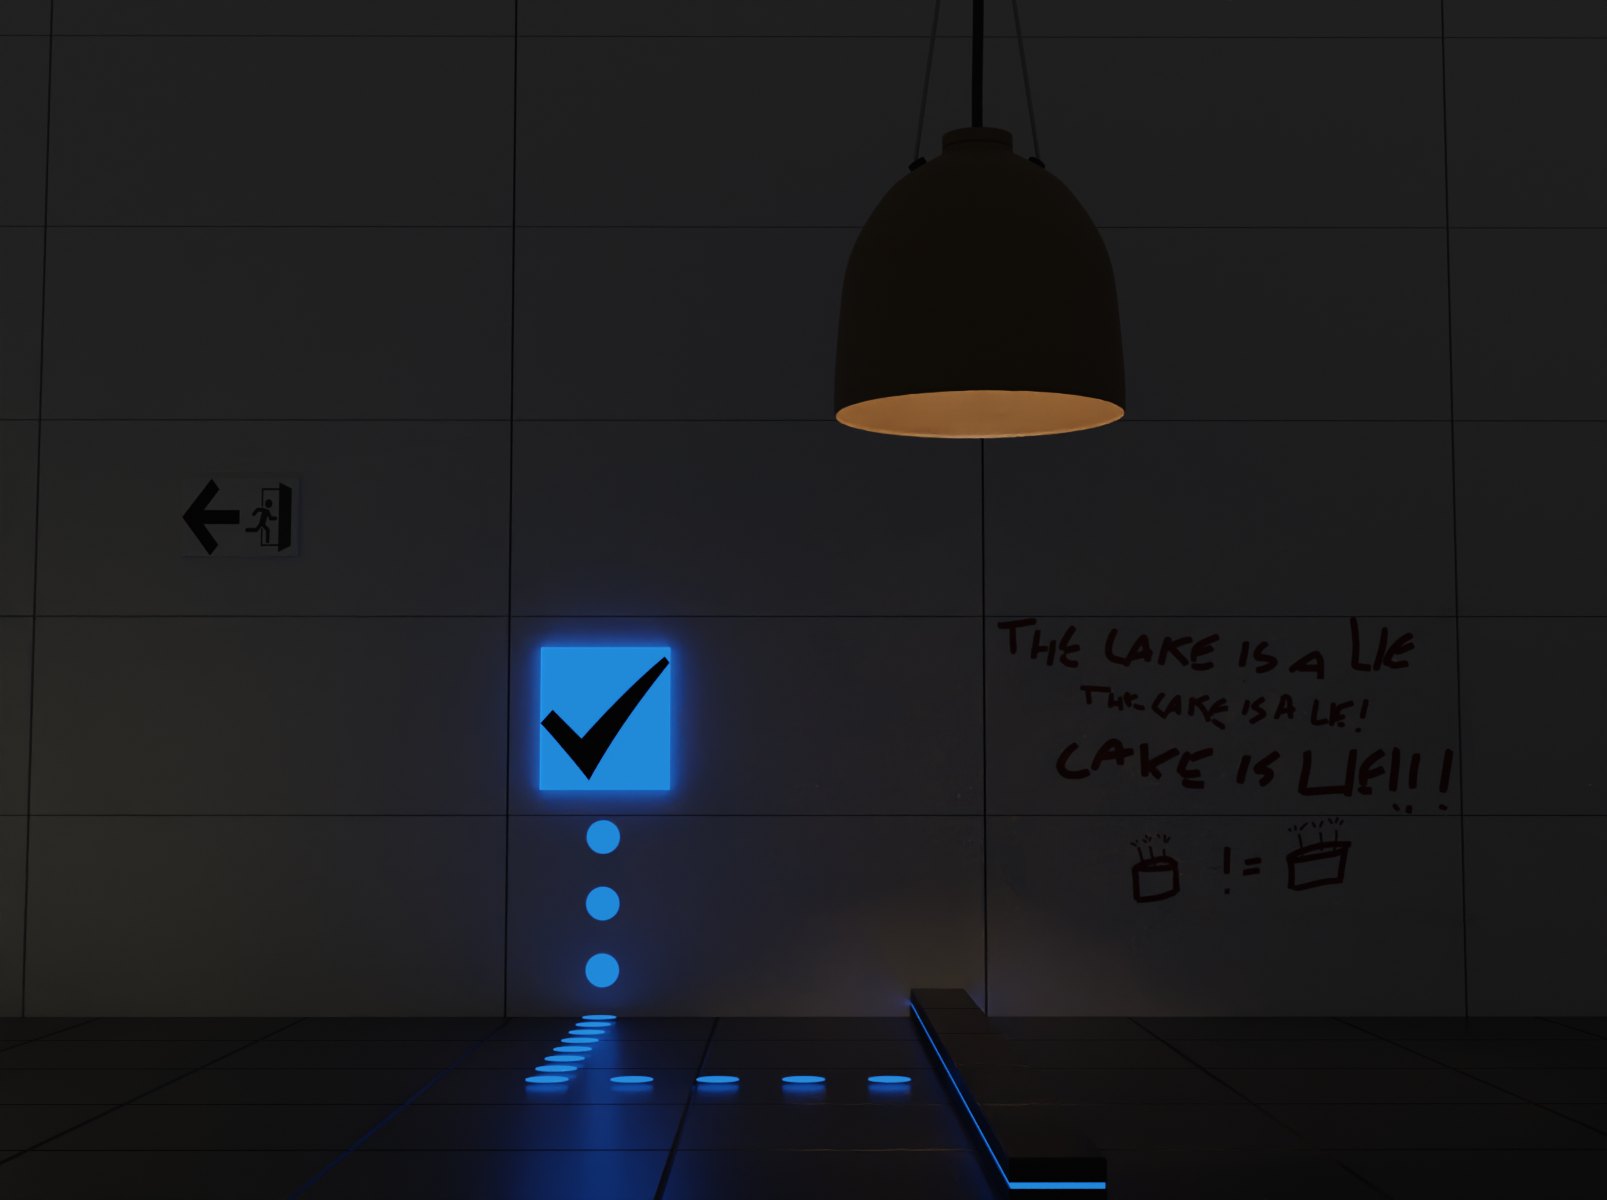 THE CAKE IS A LIE
THE CAKE IS A LIE!
CAKE IS LIE!!!
!=